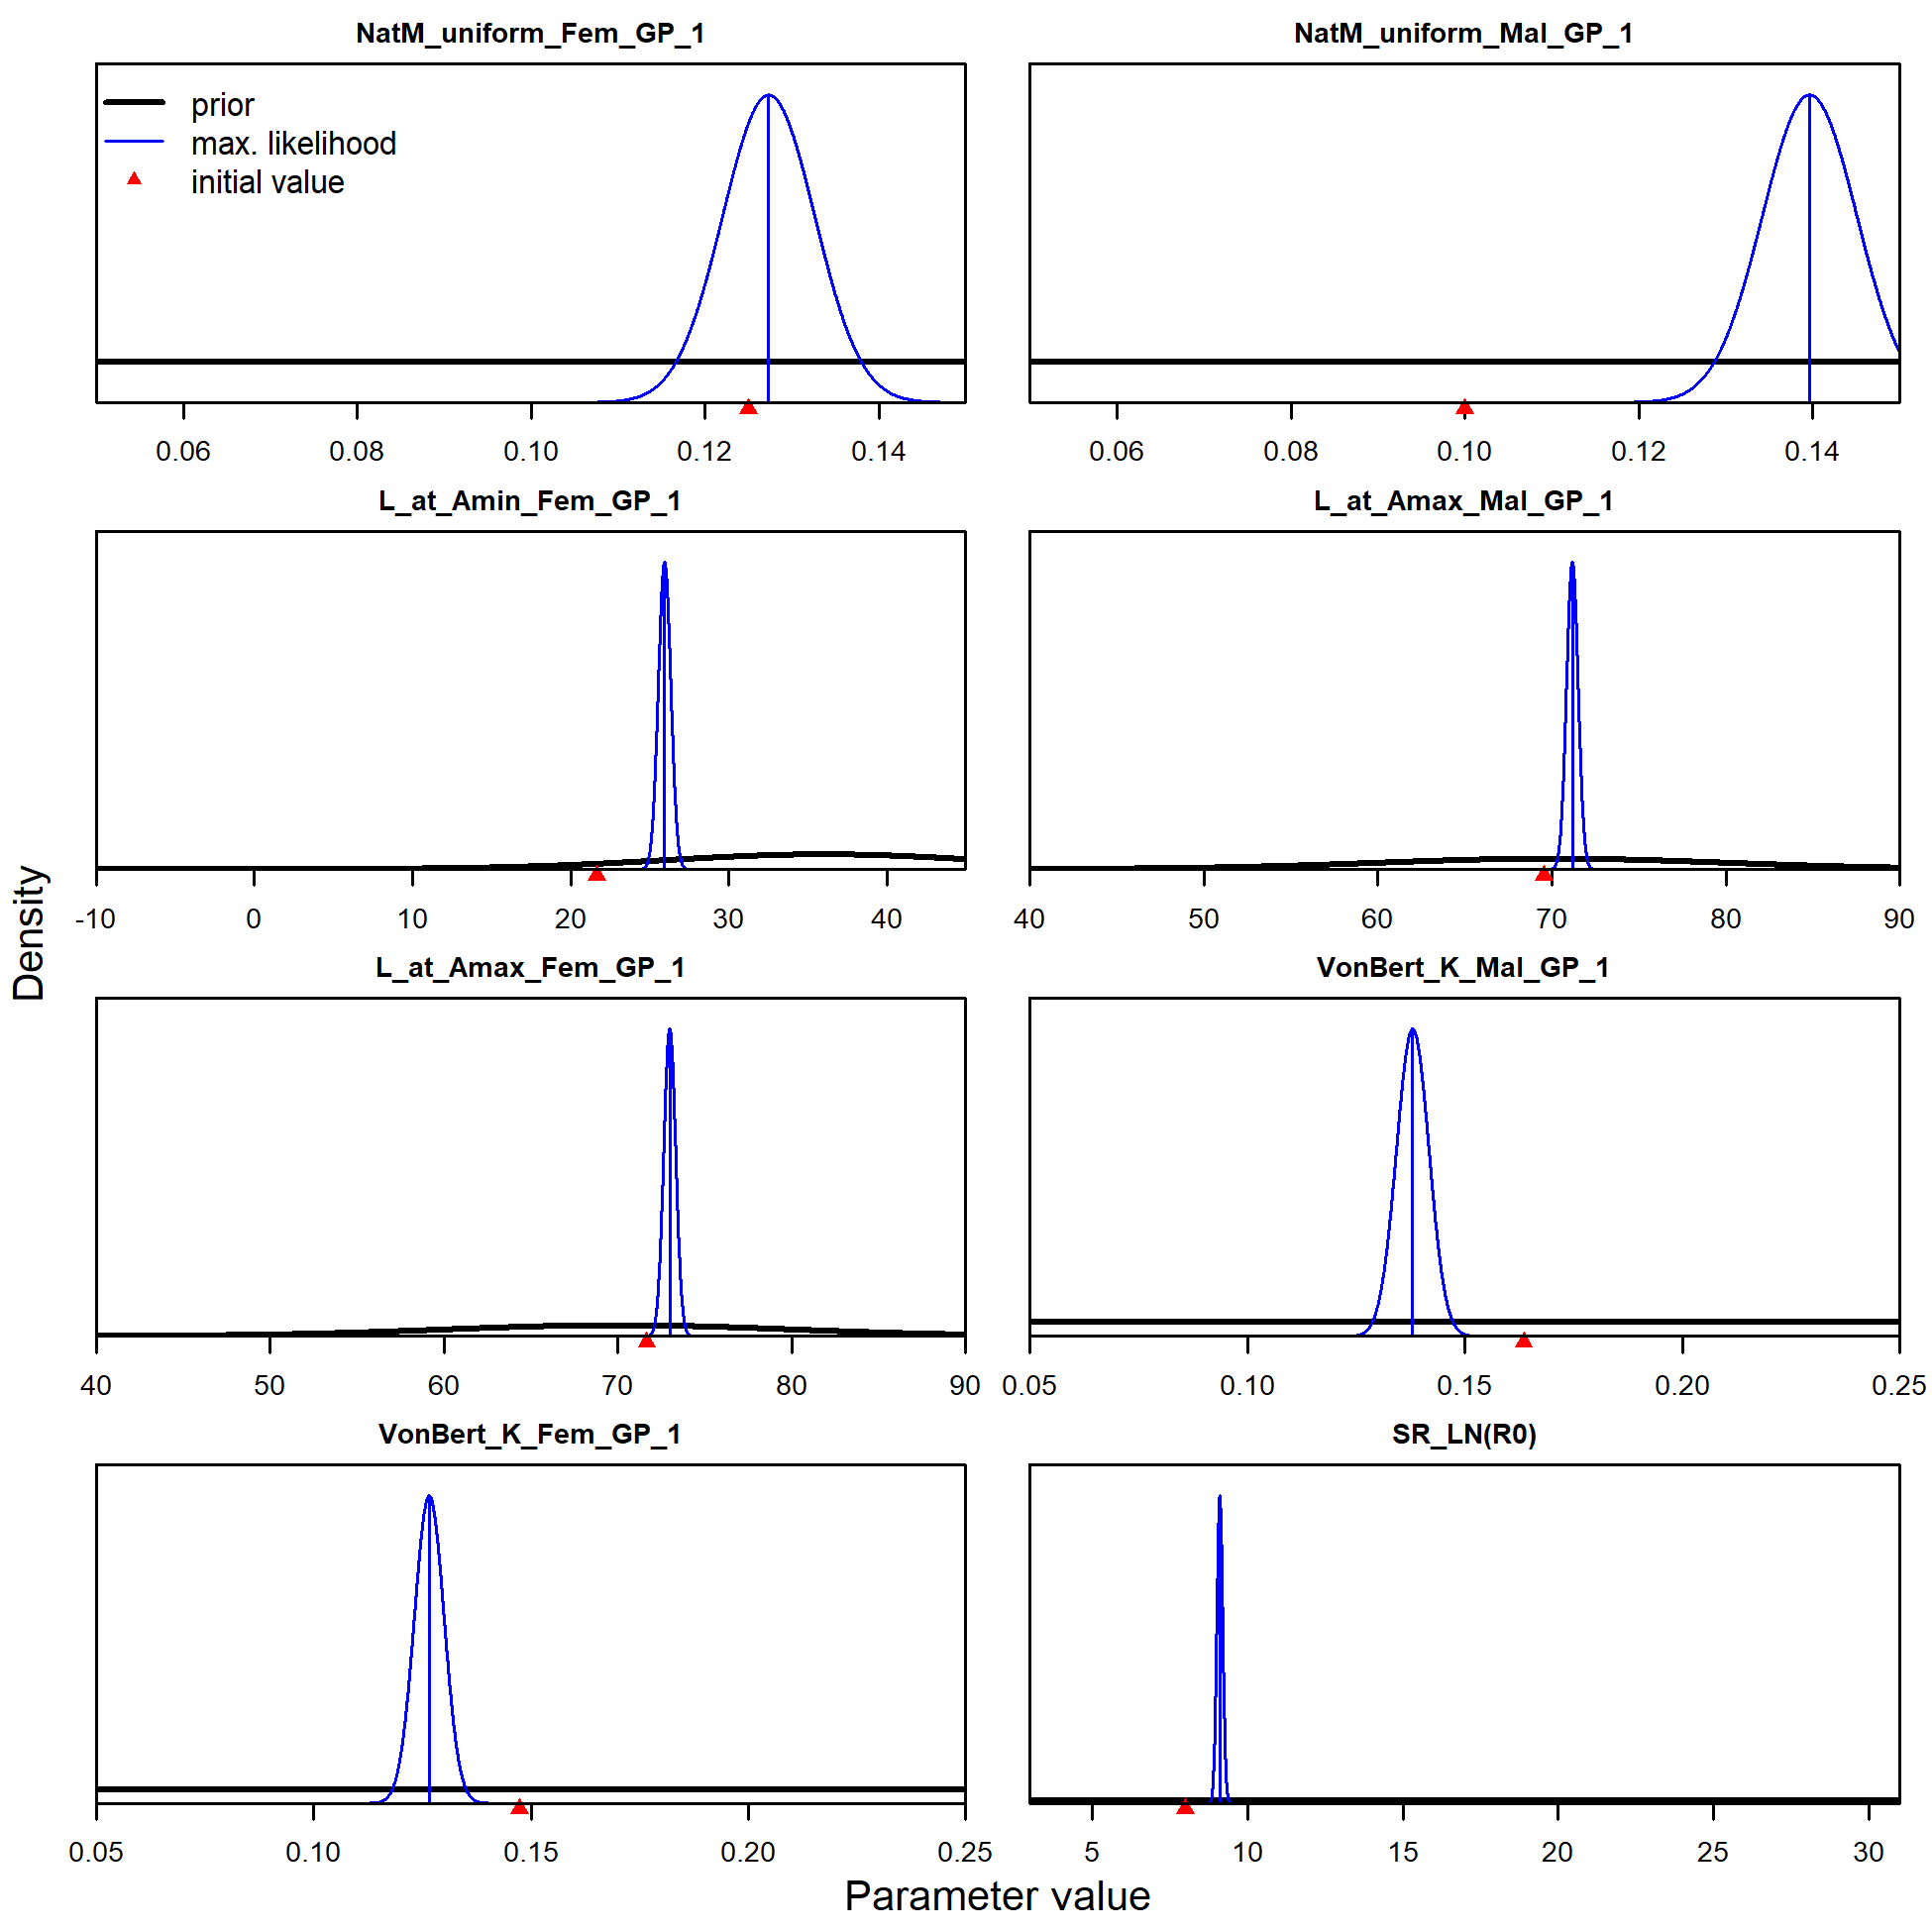 NatM_uniform_Fem_GP_1
prior
max. likelihood
initial value
0.06 0.08 0.10 0.12 0.14
NatM_uniform_Mal_GP_1
0.06 0.08 0.10 0.12 0.14
L_at_Amin_Fem_GP_1
-10 0 10 20 30 40
L_at_Amax_Mal_GP_1
40 50 60 70 80 90
L_at_Amax_Fem_GP_1
40 50 60 70 80 90
VonBert_K_Mal_GP_1
0.05 0.10 0.15 0.20 0.25
VonBert_K_Fem_GP_1
0.05 0.10 0.15 0.20 0.25
SR_LN(R0)
5 10 15 20 25 30
Density
Parameter value